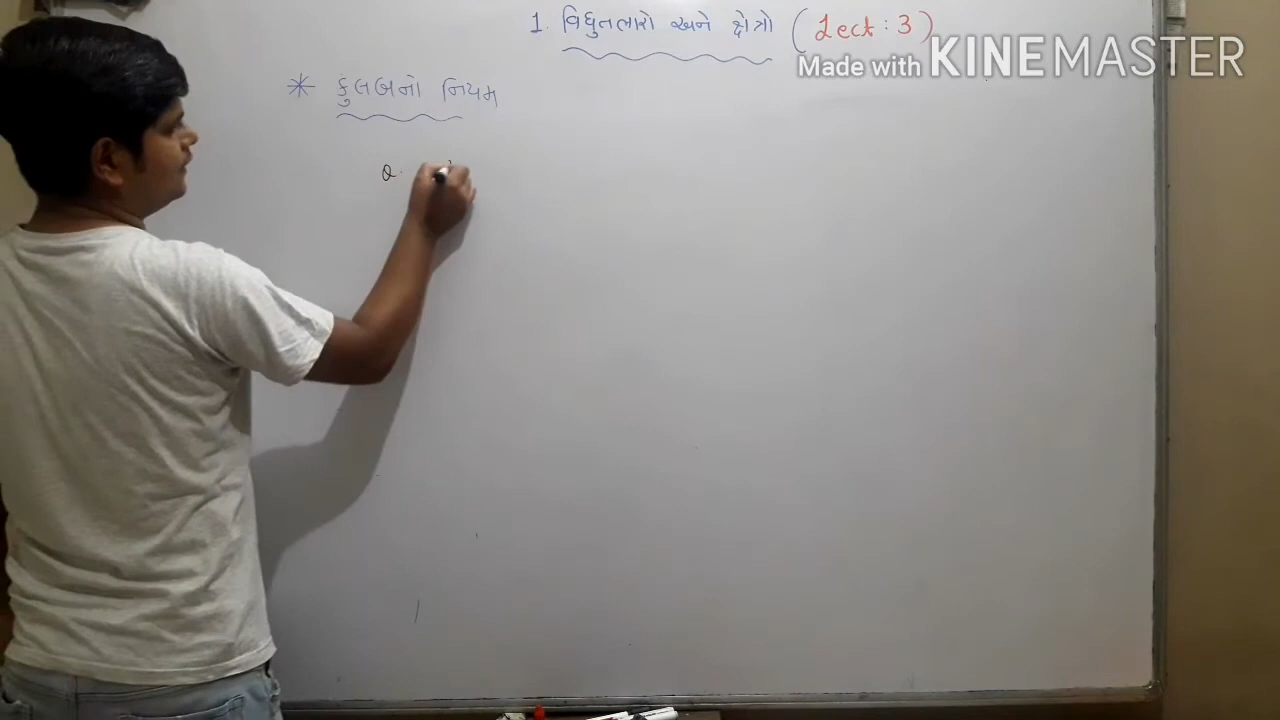 1. વિધુતભારો અને ક્ષેત્રો (Lect : 3)
Made with KINEMASTER
* કુલંબનો નિયમ
Q.